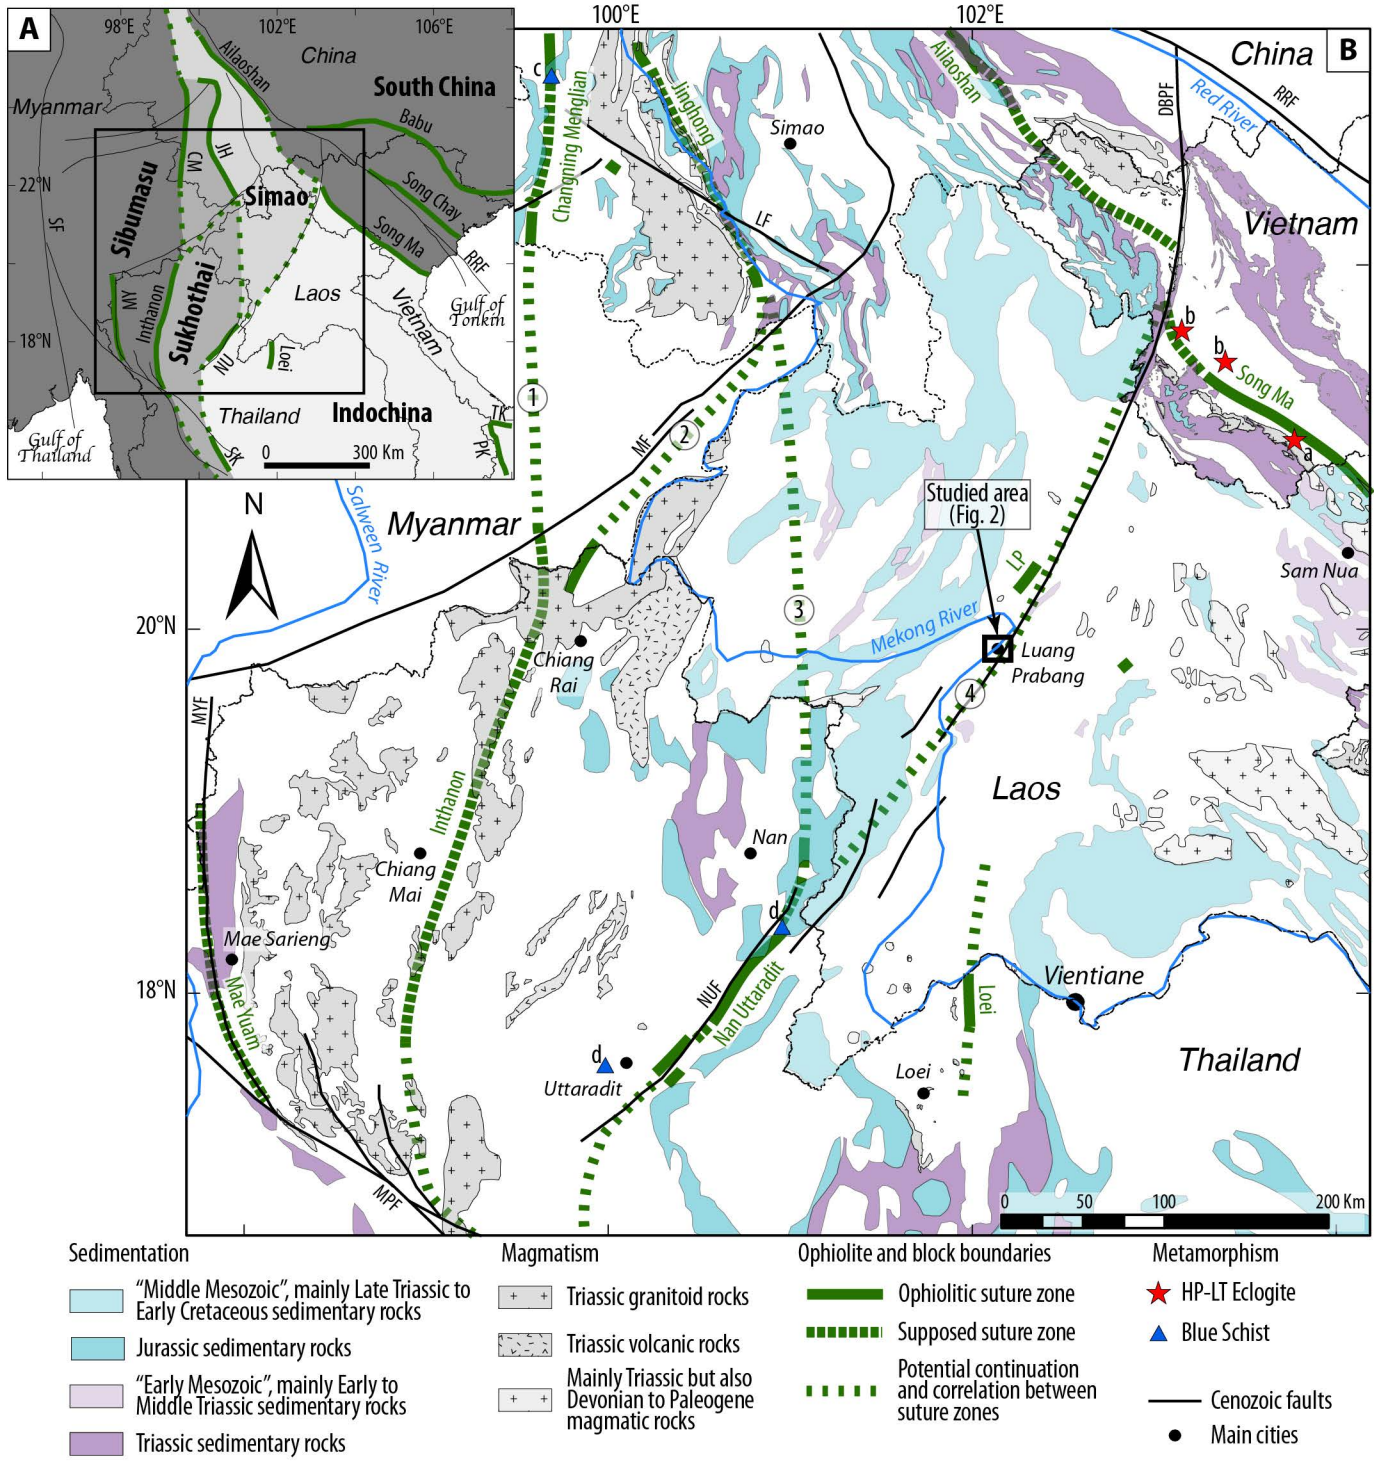 A
98°E
102°E
106°E
China
South China
Ailaoshan
Babu
Myanmar
CM
JH
22°N
Sibumasu
Simao
Song Chay
SF
Song Ma
RRF
Sukhothai
Laos
Gulf of
Tonkin
Vietnam
MY
Inthanon
18°N
NU
Loei
Thailand
Indochina
TK
PK
SK
Gulf of
Thailand
0
300 Km
100°E
102°E
B
China
c
Changning Menglian
Jinghong
Simao
Ailaoshan
DBPF
Red River
RRF
LF
Vietnam
b
b
Song Ma
a
1
2
MF
N
Salween River
Myanmar
Studied area
(Fig. 2)
LP
Sam Nua
20°N
3
Mekong River
Chiang
Rai
Luang
Prabang
4
MYF
Laos
Inthanon
Nan
Chiang
Mai
d
Mae Sarieng
Mae Yuam
18°N
NUF
Nan Uttaradit
Loei
Vientiane
d
Uttaradit
Loei
Thailand
MPF
0
50
100
200 Km
Sedimentation
"Middle Mesozoic", mainly Late Triassic to
Early Cretaceous sedimentary rocks
Jurassic sedimentary rocks
"Early Mesozoic", mainly Early to
Middle Triassic sedimentary rocks
Triassic sedimentary rocks
Magmatism
Triassic granitoid rocks
Triassic volcanic rocks
Mainly Triassic but also
Devonian to Paleogene
magmatic rocks
Ophiolite and block boundaries
Ophiolitic suture zone
Supposed suture zone
Potential continuation
and correlation between
suture zones
Metamorphism
HP-LT Eclogite
Blue Schist
Cenozoic faults
Main cities